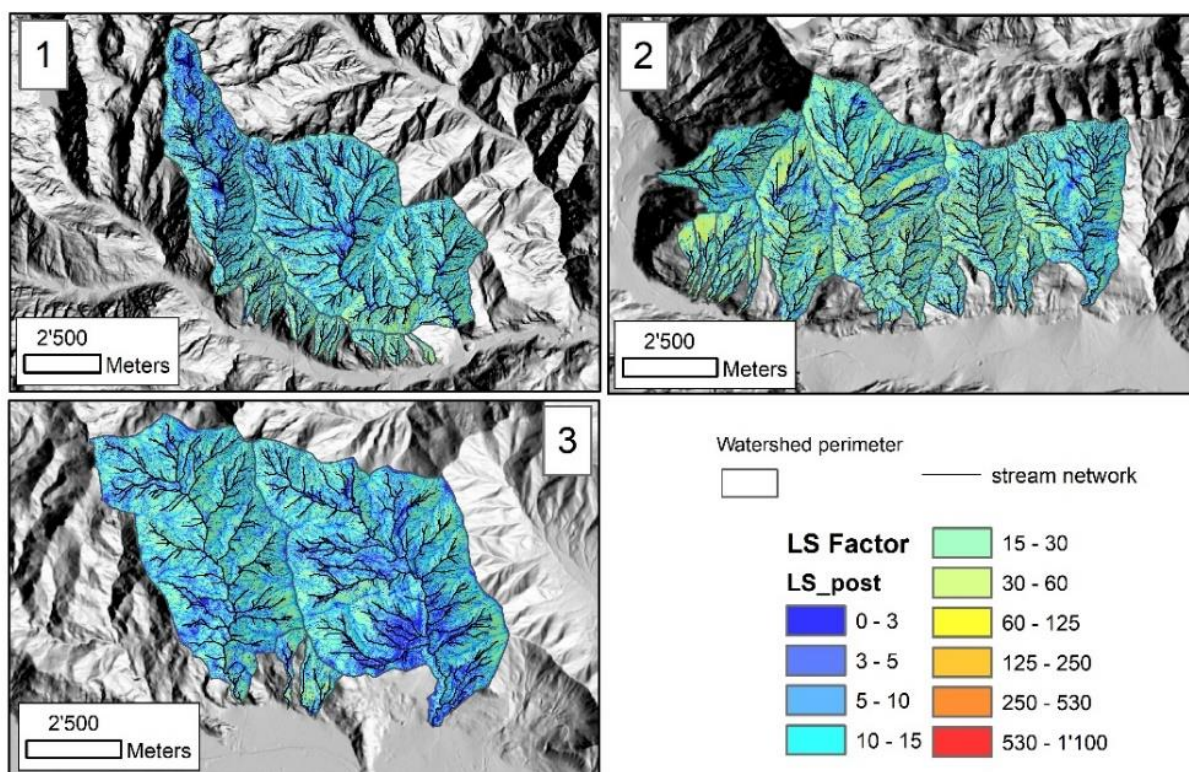 1
2'500
Meters
2
2'500
Meters
3
2'500
Meters
Watershed perimeter
stream network
LS Factor
LS_post
0 - 3
3 - 5
5 - 10
10 - 15
15 - 30
30 - 60
60 - 125
125 - 250
250 - 530
530 - 1'100